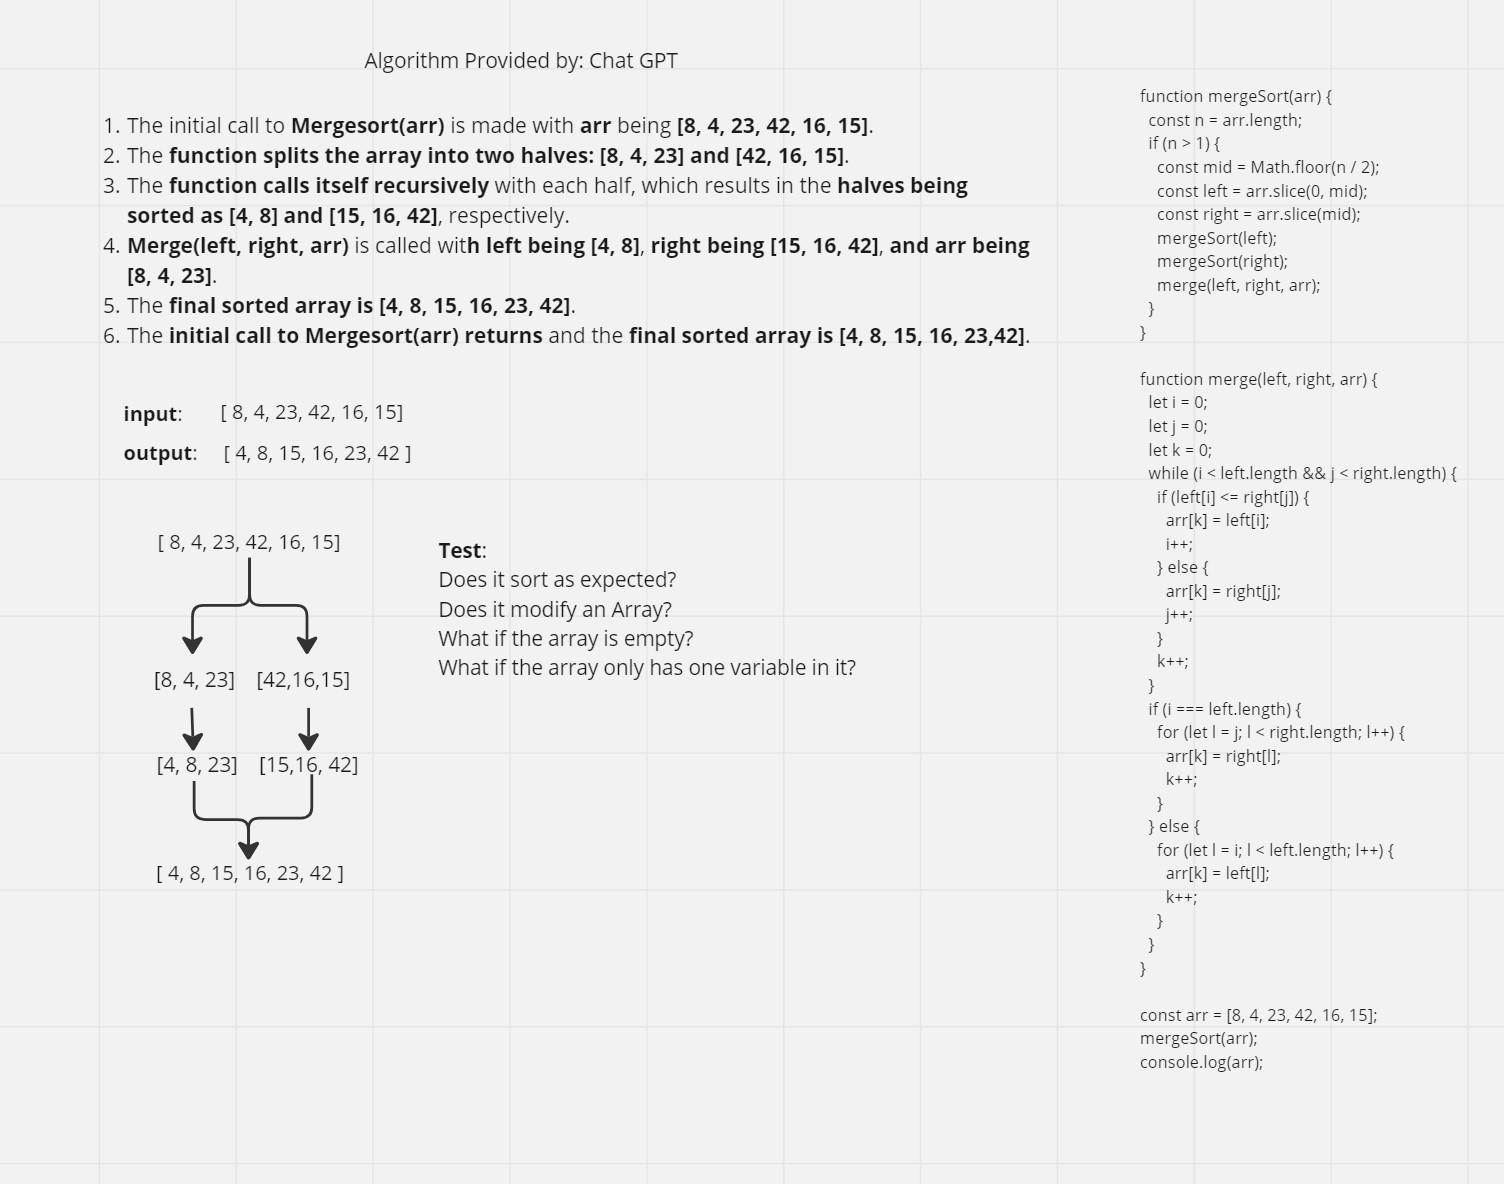 Algorithm Provided by: Chat GPT
1. The initial call to Mergesort(arr) is made with arr being [8, 4, 23, 42, 16, 15].
2. The function splits the array into two halves: [8, 4, 23] and [42, 16, 15].
3. The function calls itself recursively with each half, which results in the halves being
sorted as [4, 8] and [15, 16, 42], respectively.
4. Merge(left, right, arr) is called with left being [4, 8], right being [15, 16, 42], and arr being
[8, 4, 23].
5. The final sorted array is [4, 8, 15, 16, 23, 42].
6. The initial call to Mergesort(arr) returns and the final sorted array is [4, 8, 15, 16, 23,42].
input: [ 8, 4, 23, 42, 16, 15]
output: [ 4, 8, 15, 16, 23, 42 ]
[ 8, 4, 23, 42, 16, 15]
[8, 4, 23] [42,16,15]
[4, 8, 23] [15,16, 42]
[ 4, 8, 15, 16, 23, 42 ]
Test:
Does it sort as expected?
Does it modify an Array?
What if the array is empty?
What if the array only has one variable in it?
function mergeSort(arr) {
const n = arr.length;
if (n > 1) {
const mid = Math.floor(n / 2);
const left = arr.slice(0, mid);
const right = arr.slice(mid);
mergeSort(left);
mergeSort(right);
merge(left, right, arr);
}
}
function merge(left, right, arr) {
let i = 0;
let j = 0;
let k = 0;
while (i < left.length && j < right.length) {
if (left[i] <= right[j]) {
arr[k] = left[i];
i++;
} else {
arr[k] = right[j];
j++;
}
k++;
}
if (i === left.length) {
for (let l = j; l < right.length; l++) {
arr[k] = right[l];
k++;
}
} else {
for (let l = i; l < left.length; l++) {
arr[k] = left[l];
k++;
}
}
}
const arr = [8, 4, 23, 42, 16, 15];
mergeSort(arr);
console.log(arr);